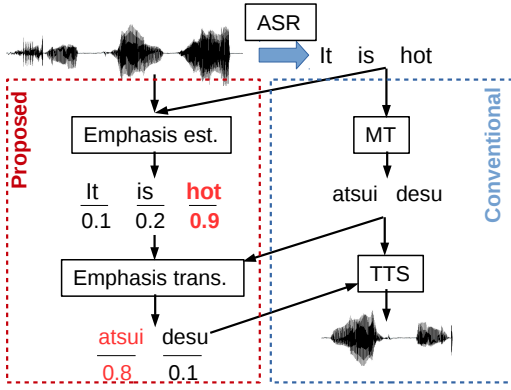 ASR
It is hot
Proposed
Conventional
Emphasis est.
MT
It is hot
0.1 0.2 0.9
atsui desu
Emphasis trans.
TTS
atsui desu
0.8 0.1